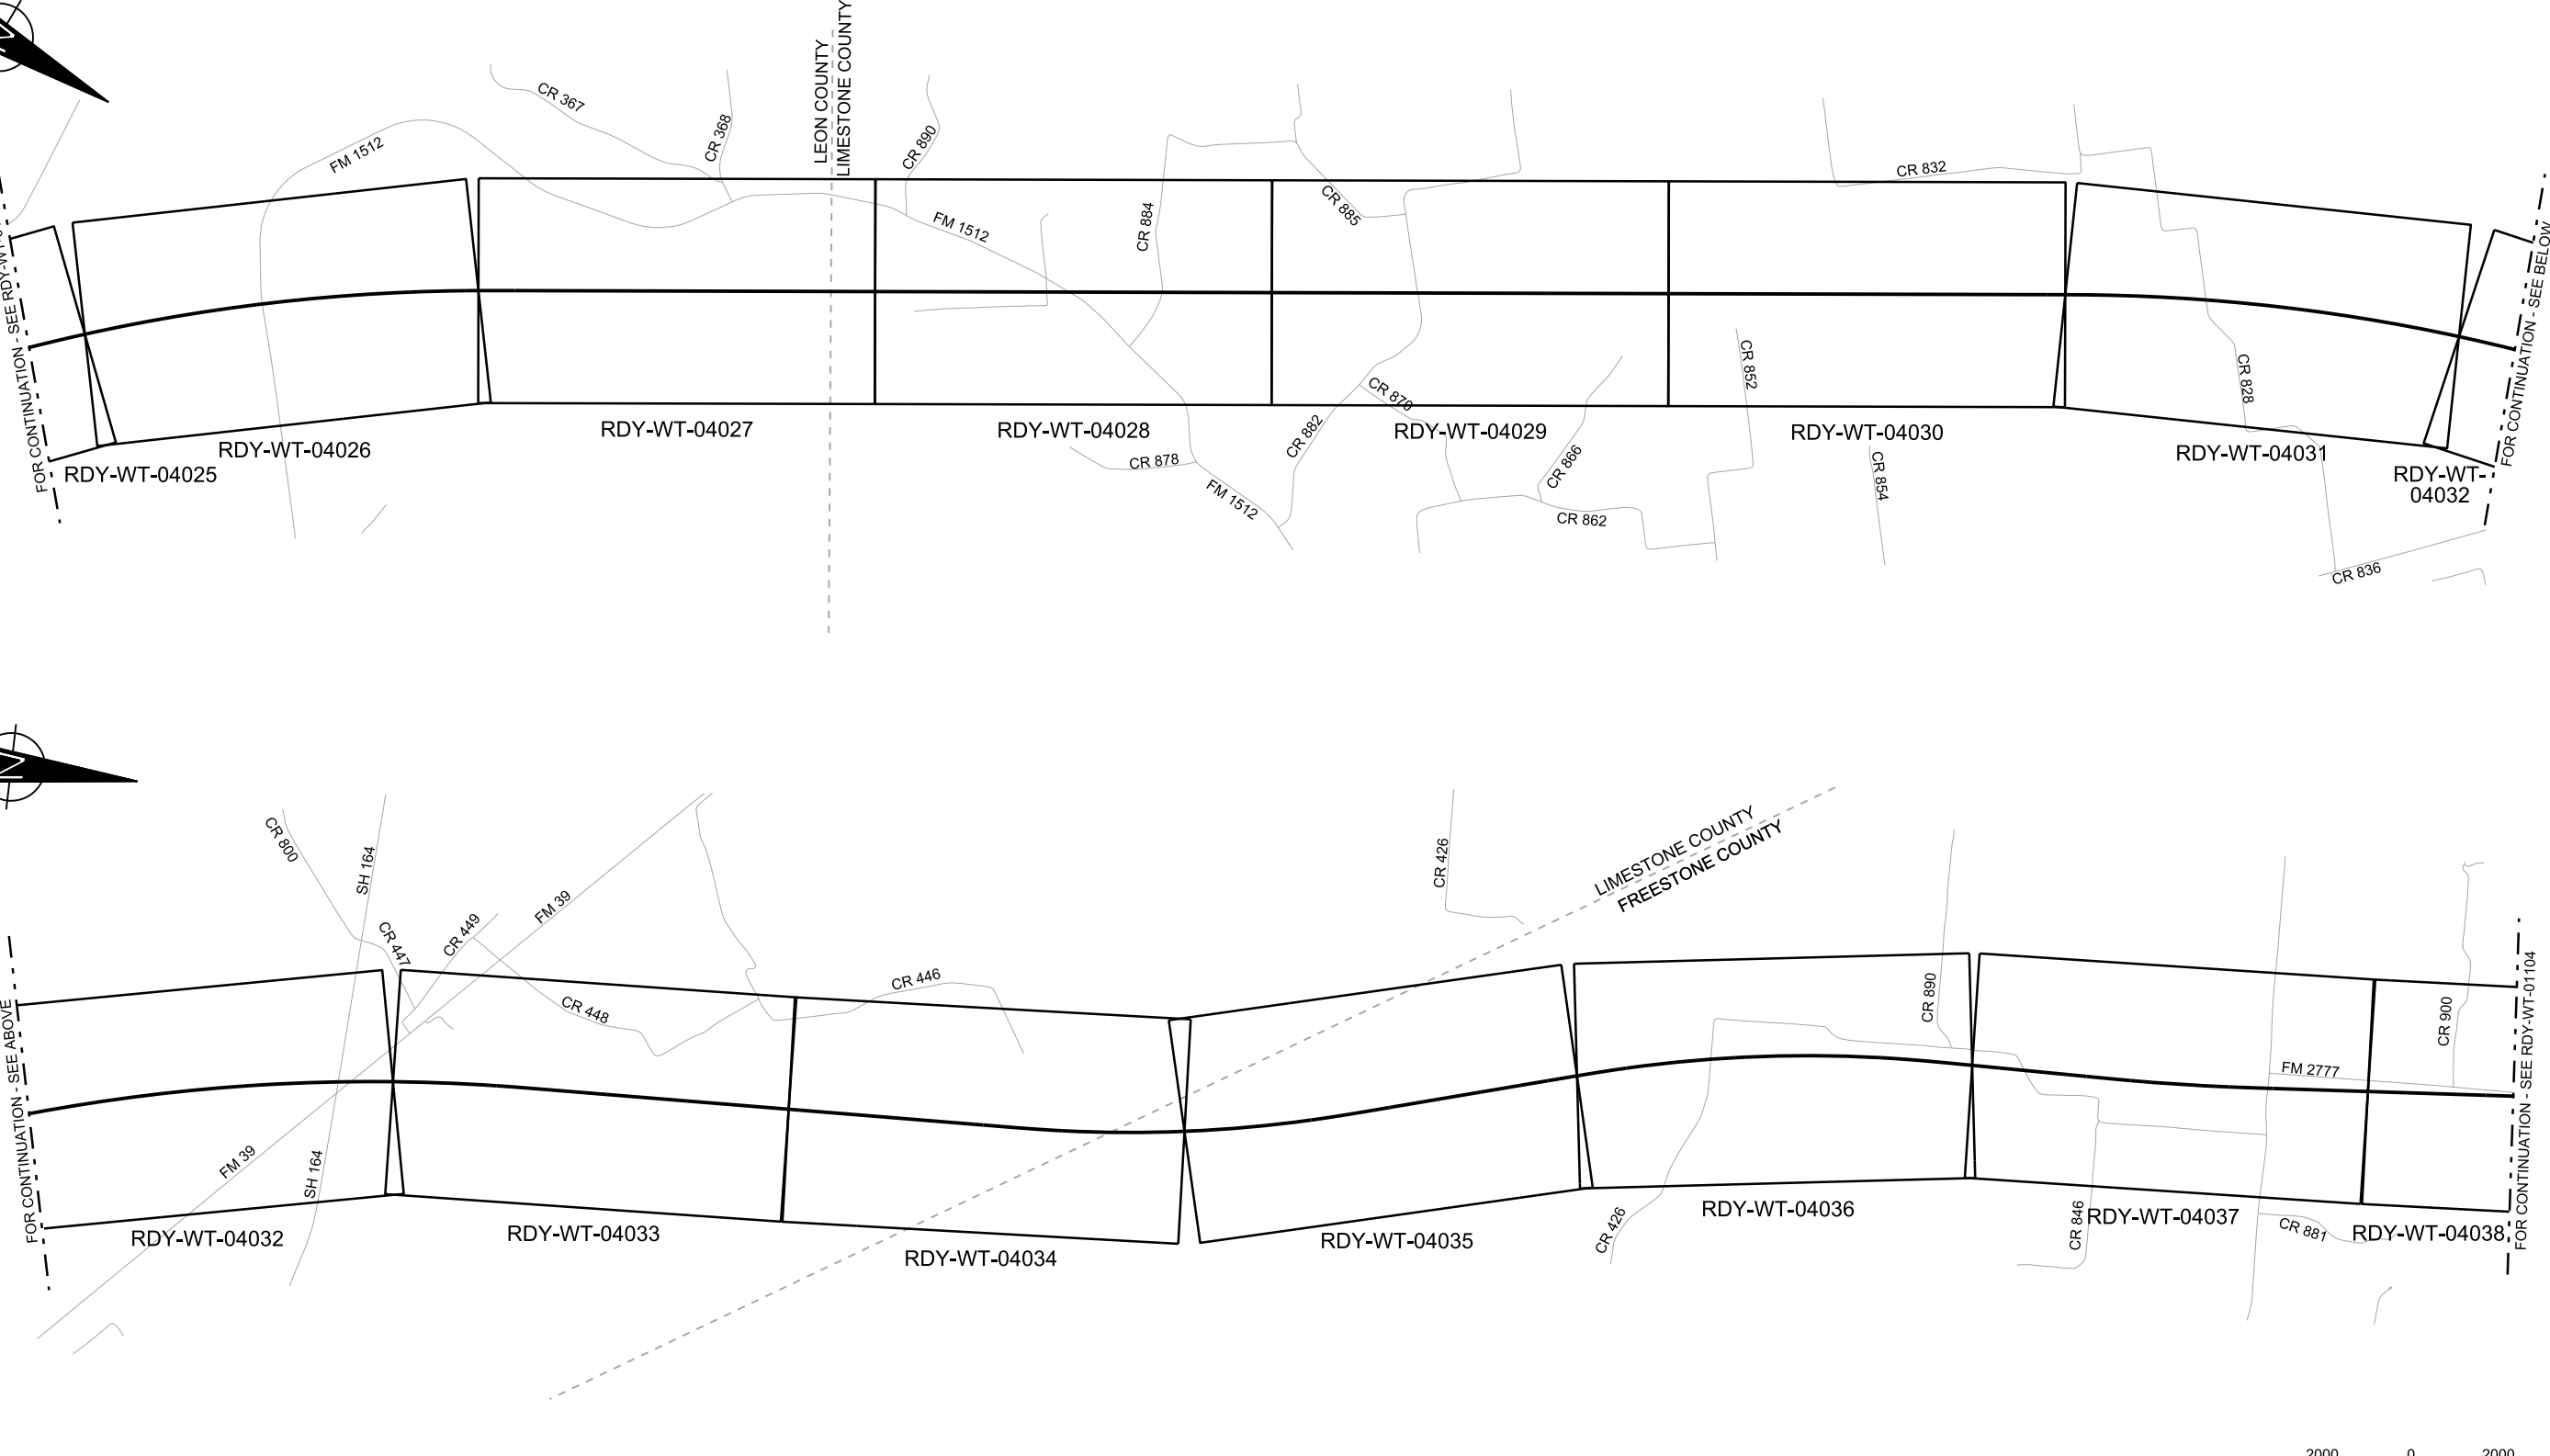 LEON COUNTY
LIMESTONE COUNTY
CR 367
CR 368
CR 890
FM 1512
FM 1512
CR 884
CR 885
CR 832
FOR CONTINUATION - SEE RDY-WT-
FOR CONTINUATION - SEE BELOW
CR 852
CR 828
CR 870
CR 882
CR 878
CR 866
CR 854
FM 1512
CR 862
CR 836
RDY-WT-04025
RDY-WT-04026
RDY-WT-04027
RDY-WT-04028
RDY-WT-04029
RDY-WT-04030
RDY-WT-04031
RDY-WT-
04032
CR 800
SH 164
CR 447
CR 449
FM 39
CR 448
CR 446
CR 426
LIMESTONE COUNTY
FREESTONE COUNTY
CR 890
CR 900
FM 2777
FOR CONTINUATION - SEE ABOVE
FOR CONTINUATION - SEE RDY-WT-01104
FM 39
SH 164
CR 426
CR 846
CR 881
RDY-WT-04032
RDY-WT-04033
RDY-WT-04034
RDY-WT-04035
RDY-WT-04036
RDY-WT-04037
RDY-WT-04038
2000 0 2000